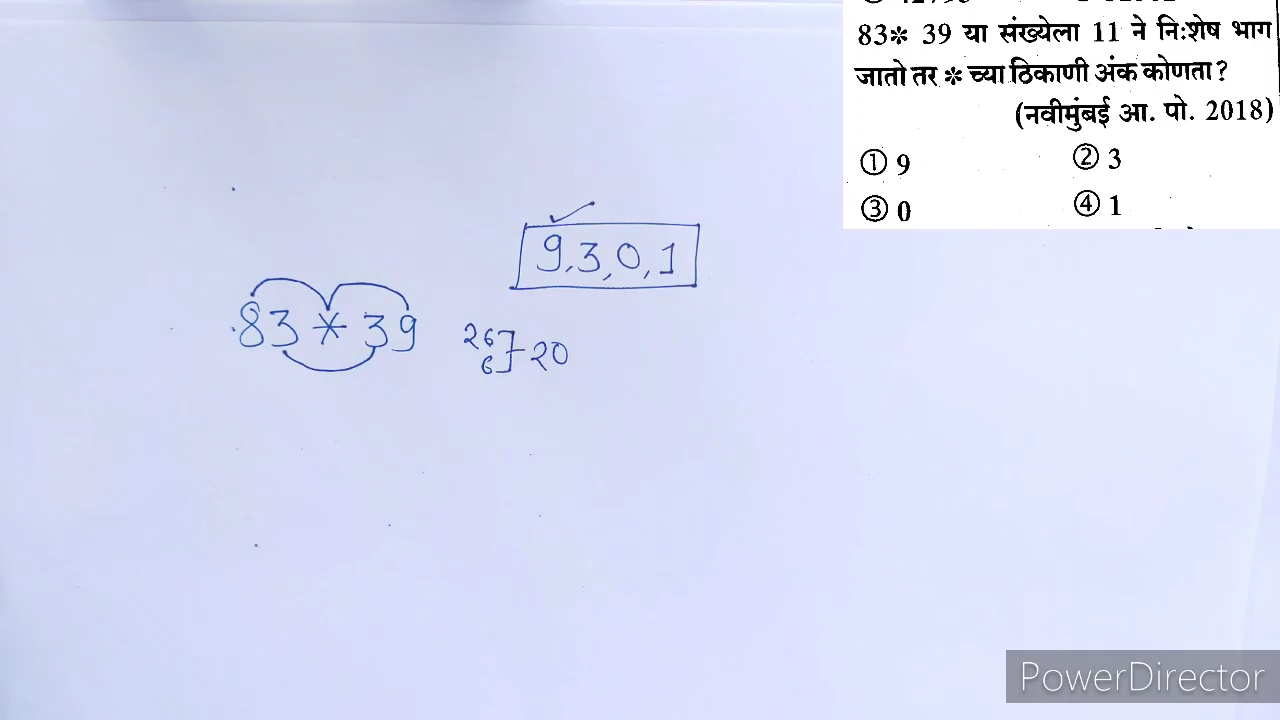 83✻ 39 या संख्येला 11 ने निःशेष भाग
जातो तर ✻ च्या ठिकाणी अंक कोणता?
(नवीमुंबई आ. पो. 2018)
① 9 ② 3
③ 0 ④ 1
9,3,0,1
83*39
26
6
20
PowerDirector